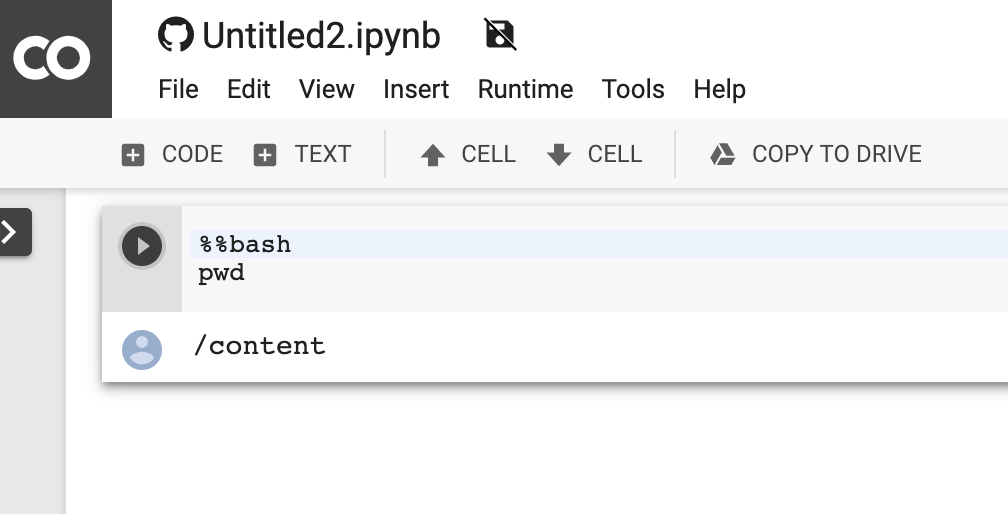 CO
Untitled2.ipynb
File Edit View Insert Runtime Tools Help
CODE TEXT CELL CELL COPY TO DRIVE
%%bash
pwd
/content